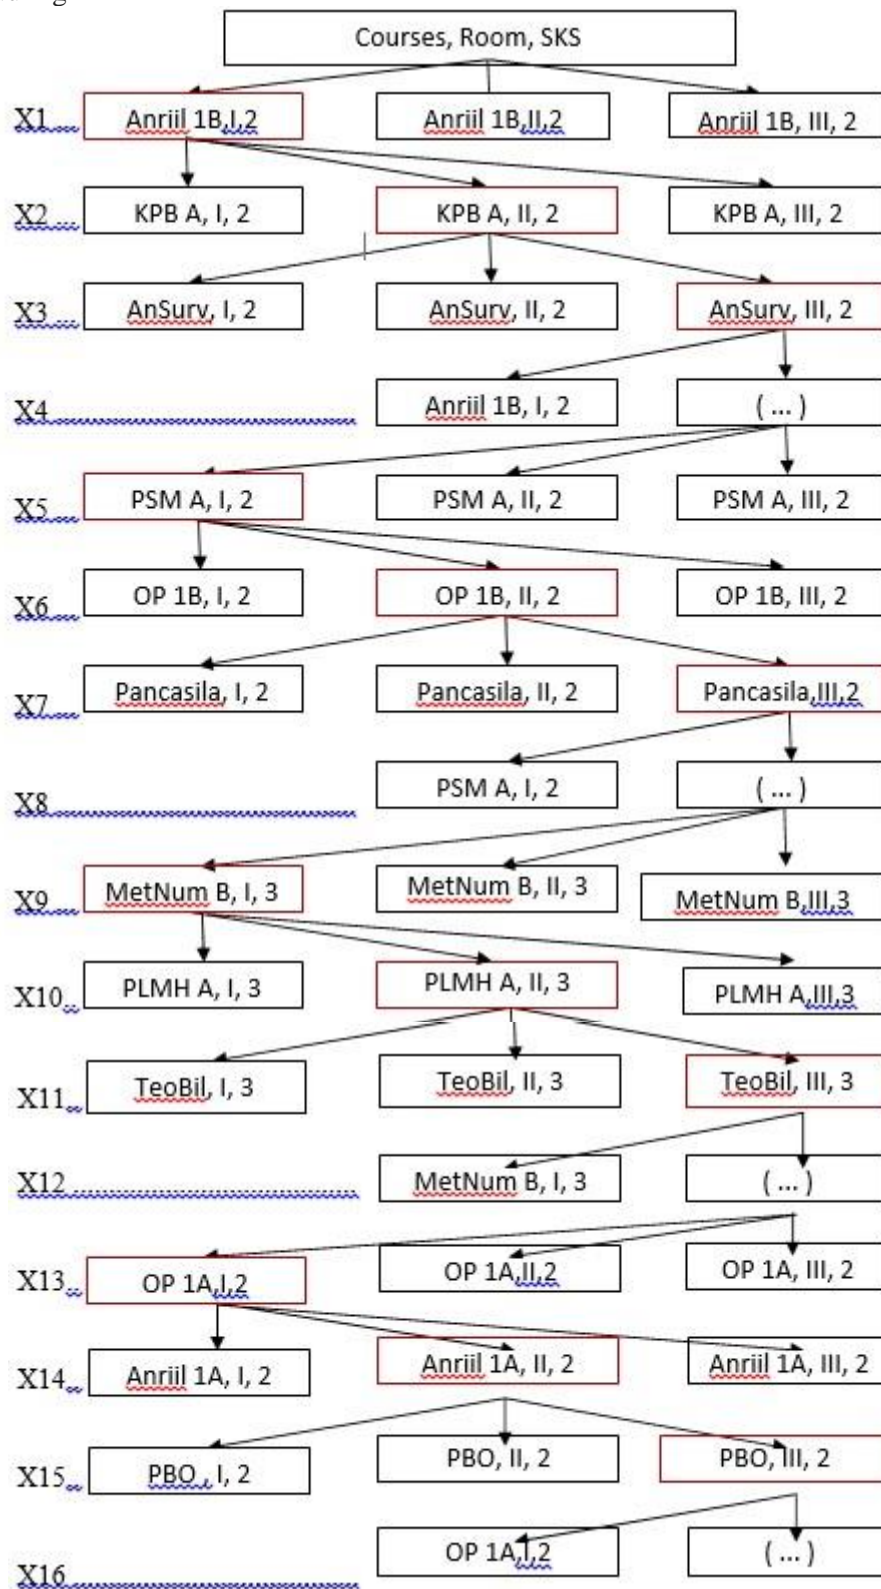 Courses, Room, SKS
X1 .... Anriil 1B,I,2 Anriil 1B,II,2 Anriil 1B, III, 2
X2 .... KPB A, I, 2 KPB A, II, 2 KPB A, III, 2
X3 .... AnSurv, I, 2 AnSurv, II, 2 AnSurv, III, 2
X4 Anriil 1B, I, 2 ( ... )
X5 .... PSM A, I, 2 PSM A, II, 2 PSM A, III, 2
X6 .... OP 1B, I, 2 OP 1B, II, 2 OP 1B, III, 2
X7 .... Pancasila, I, 2 Pancasila, II, 2 Pancasila,III,2
X8 PSM A, I, 2 ( ... )
X9 .... MetNum B, I, 3 MetNum B, II, 3 MetNum B,III,3
X10.. PLMH A, I, 3 PLMH A, II, 3 PLMH A,III,3
X11.. TeoBil, I, 3 TeoBil, II, 3 TeoBil, III, 3
X12 MetNum B, I, 3 ( ... )
X13.. OP 1A,I,2 OP 1A,II,2 OP 1A, III, 2
X14.. Anriil 1A, I, 2 Anriil 1A, II, 2 Anriil 1A, III, 2
X15.. PBO , I, 2 PBO, II, 2 PBO, III, 2
X16 OP 1A,I,2 ( ... )